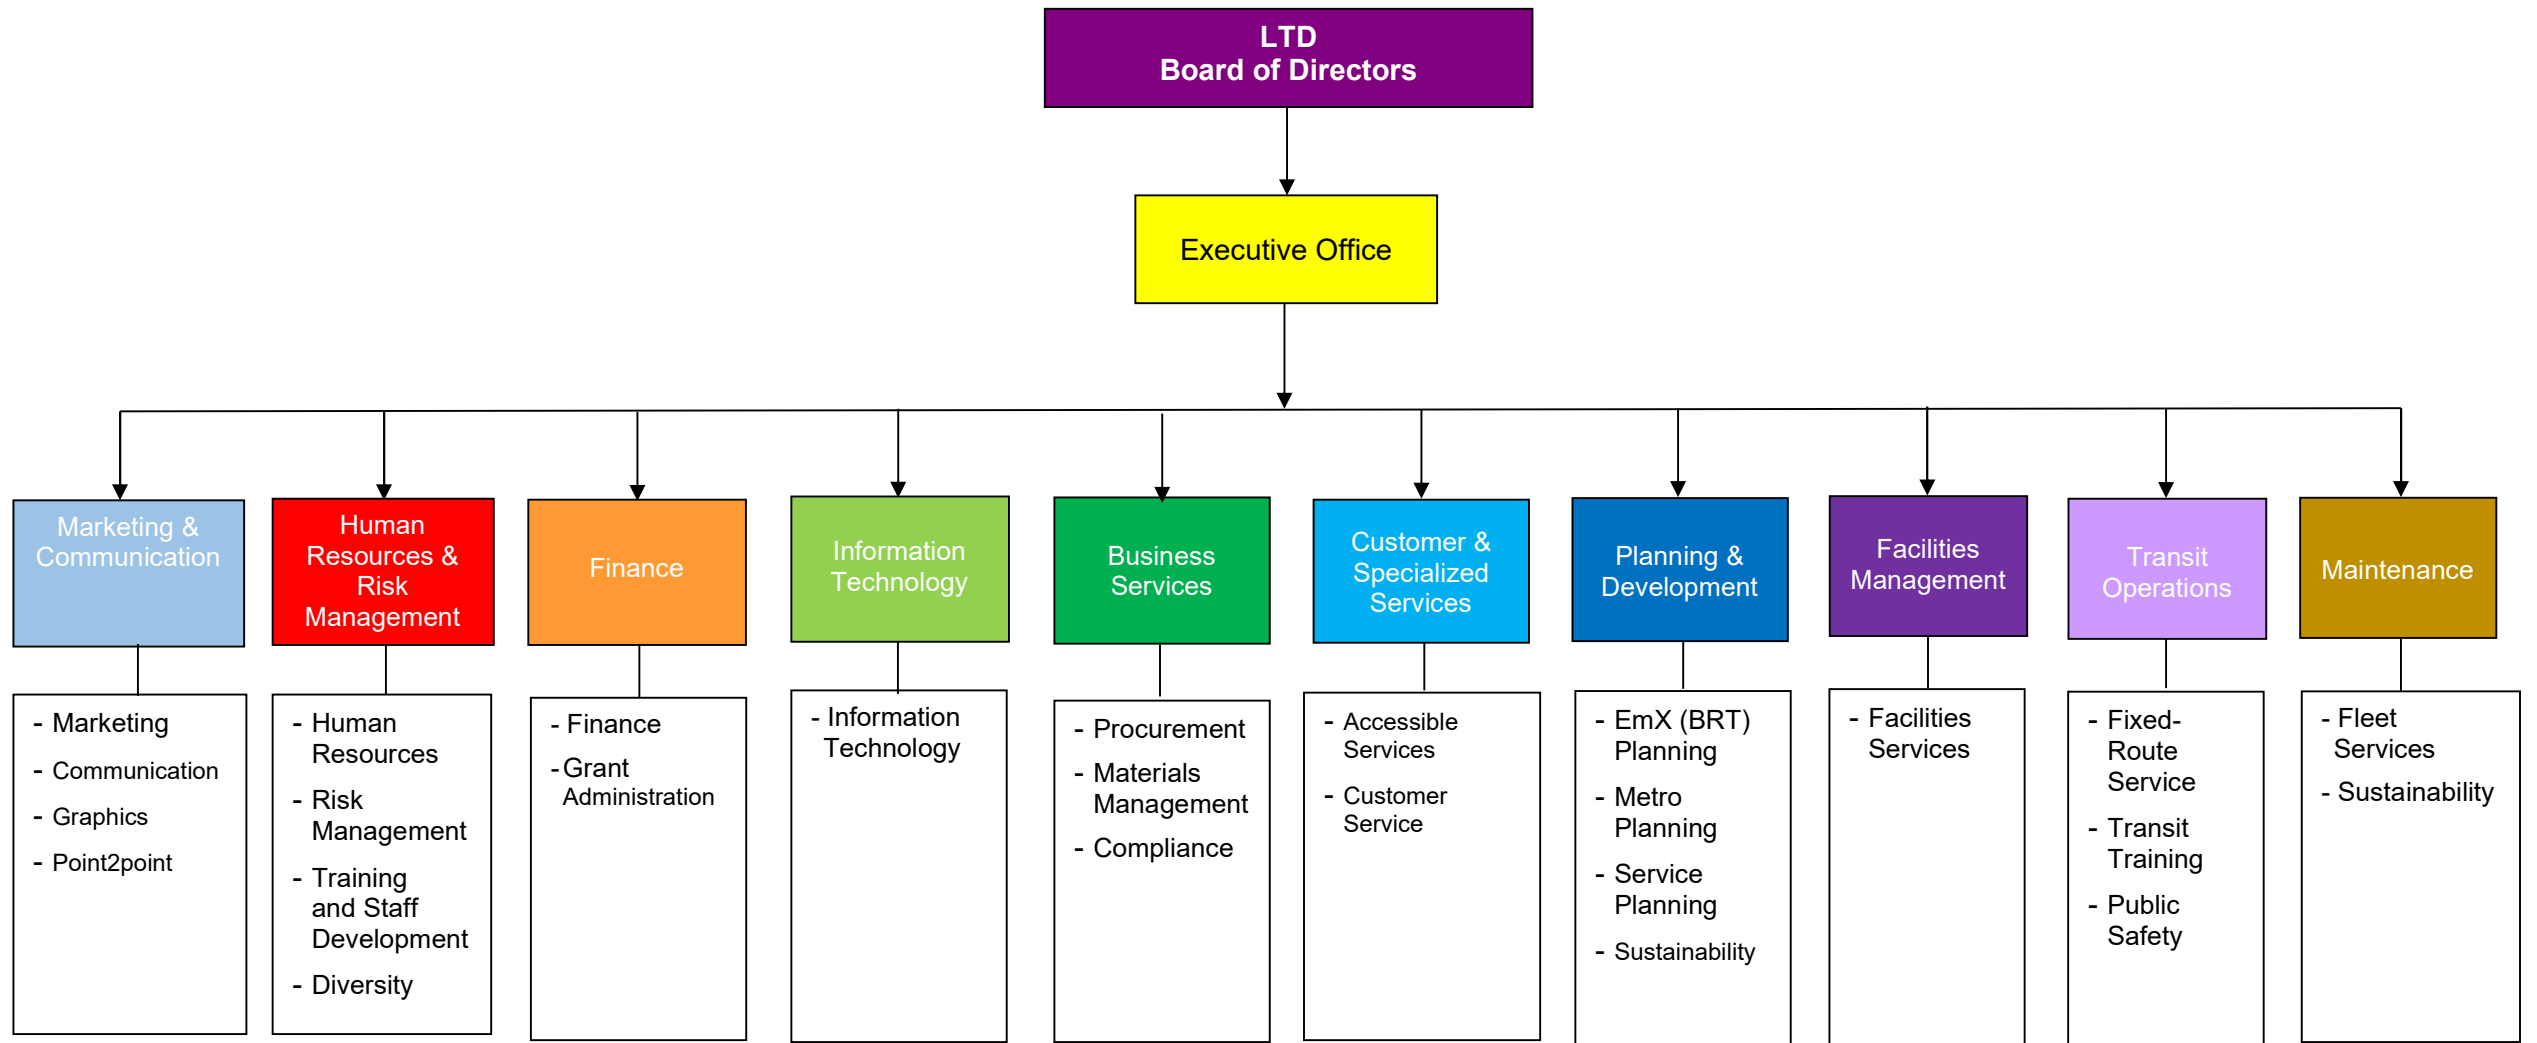 LTD
Board of Directors
Executive Office
Marketing &
Communication
Human
Resources &
Risk
Management
Finance
Information
Technology
Business
Services
Customer &
Specialized
Services
Planning &
Development
Facilities
Management
Transit
Operations
Maintenance
- Marketing
- Communication
- Graphics
- Point2point
- Human
Resources
- Risk
Management
- Training
and Staff
Development
- Diversity
- Finance
-Grant
Administration
- Information
Technology
- Procurement
- Materials
Management
- Compliance
- Accessible
Services
- Customer
Service
- EmX (BRT)
Planning
- Metro
Planning
- Service
Planning
- Sustainability
- Facilities
Services
- Fixed-
Route
Service
- Transit
Training
- Public
Safety
- Fleet
Services
- Sustainability